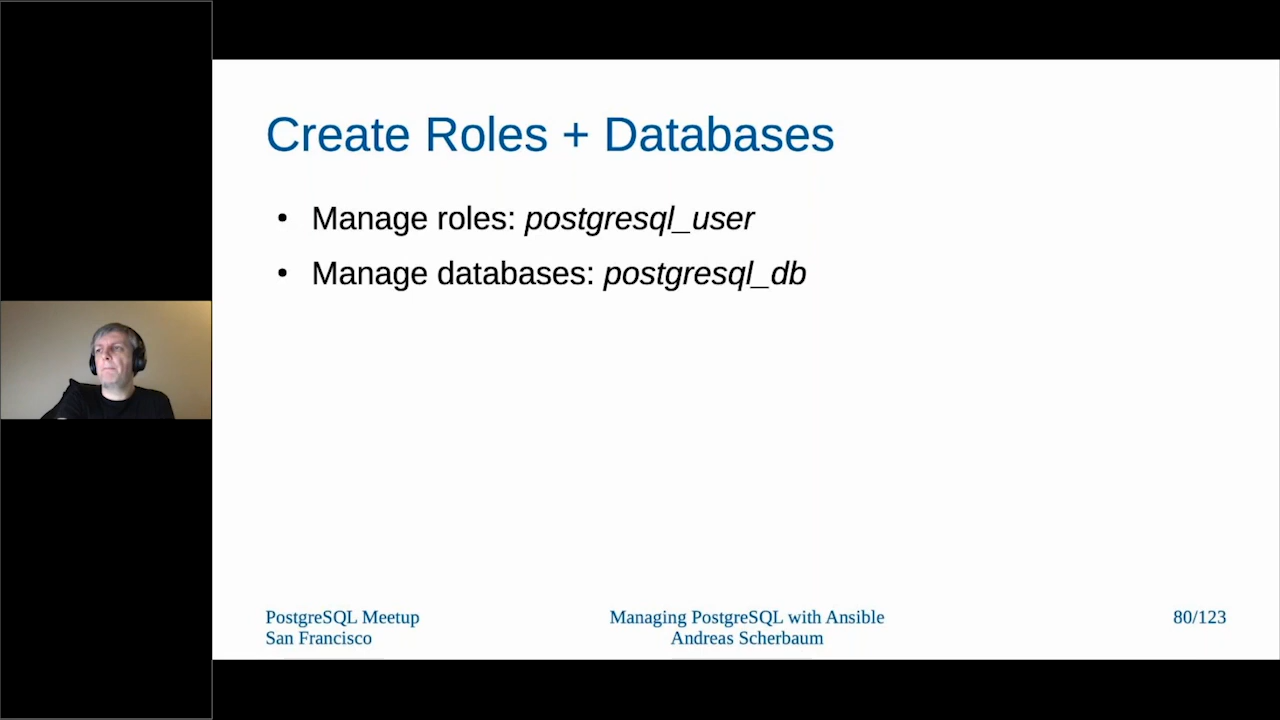 Create Roles + Databases
• Manage roles: postgresql_user
• Manage databases: postgresql_db
PostgreSQL Meetup
San Francisco
Managing PostgreSQL with Ansible
Andreas Scherbaum
80/123